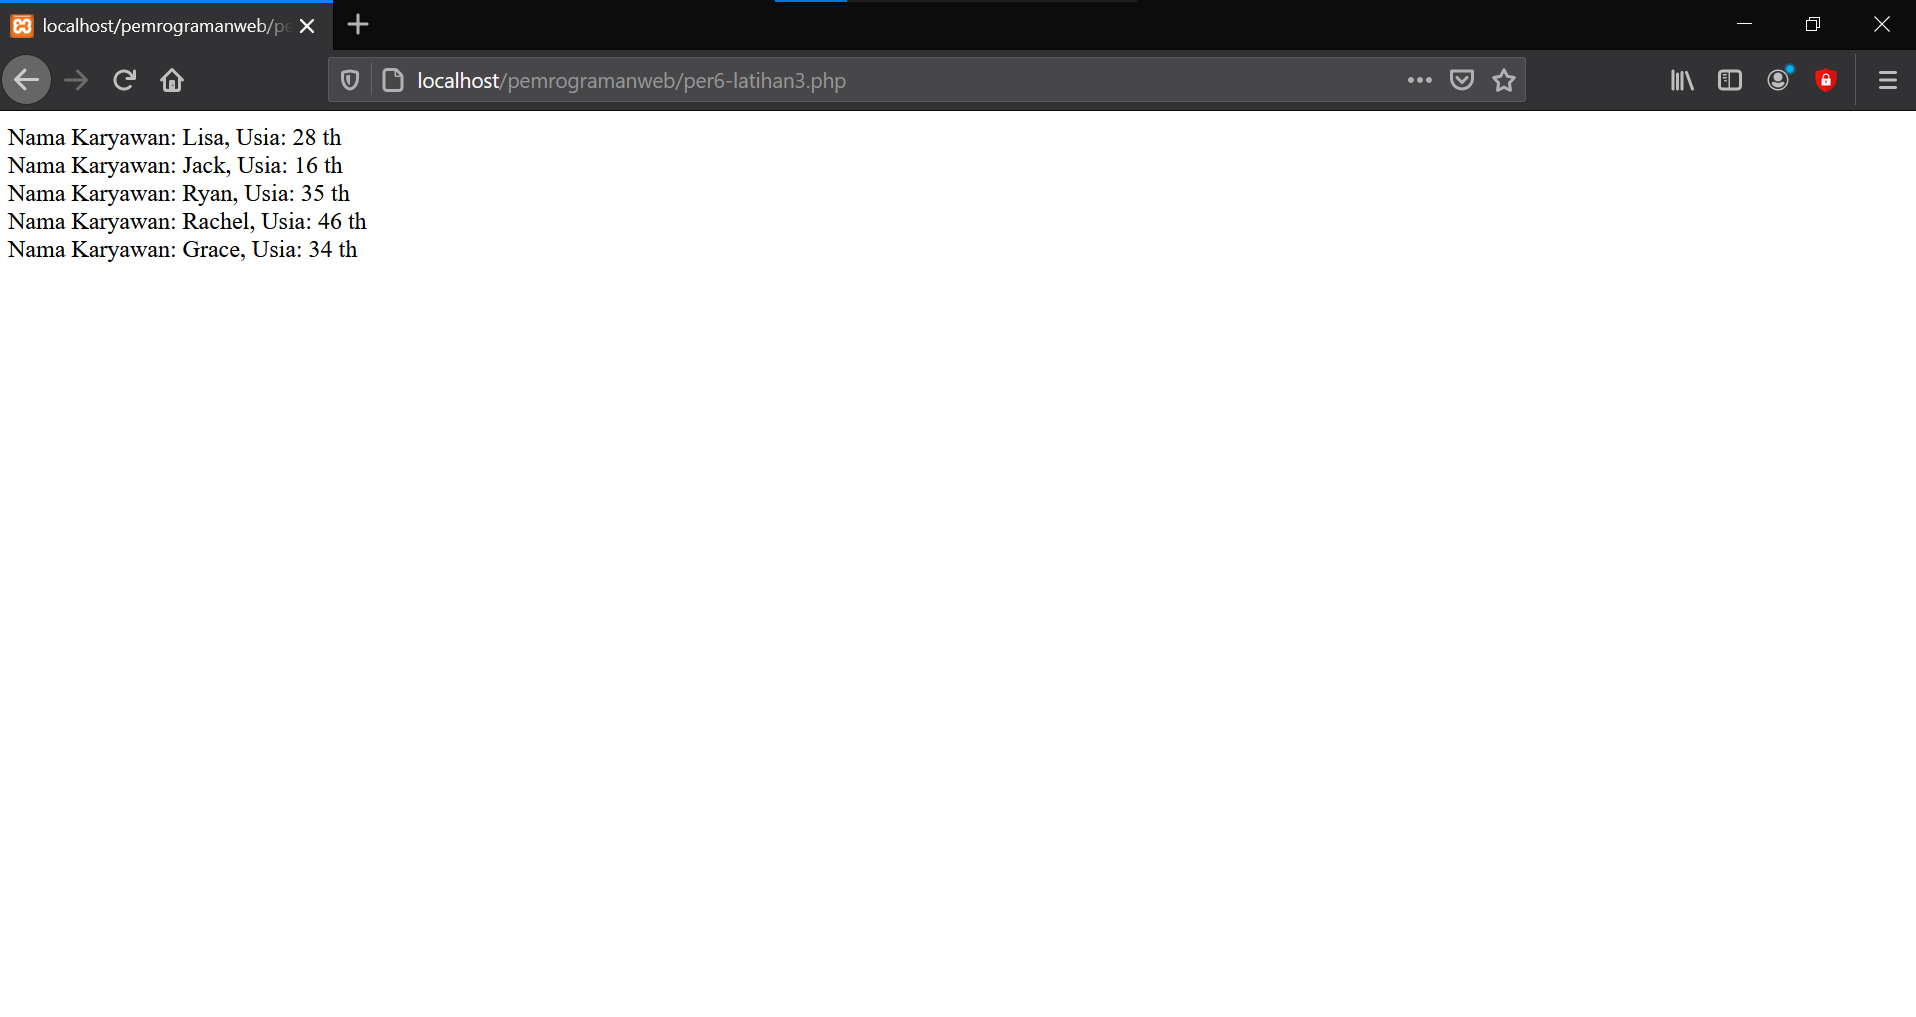 localhost/pemrogramanweb/pe
localhost/pemrogramanweb/per6-latihan3.php
Nama Karyawan: Lisa, Usia: 28 th
Nama Karyawan: Jack, Usia: 16 th
Nama Karyawan: Ryan, Usia: 35 th
Nama Karyawan: Rachel, Usia: 46 th
Nama Karyawan: Grace, Usia: 34 th